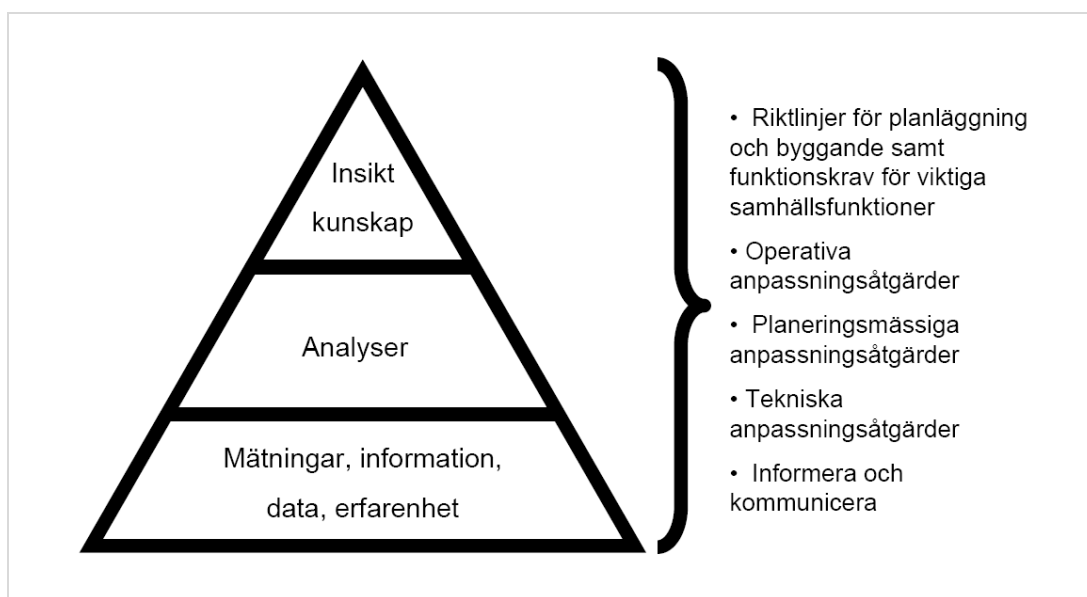 Insikt
kunskap
Analyser
Mätningar, information,
data, erfarenhet
• Riktlinjer för planläggning
och byggande samt
funktionskrav för viktiga
samhällsfunktioner
• Operativa
anpassningsåtgärder
• Planeringsmässiga
anpassningsåtgärder
• Tekniska
anpassningsåtgärder
• Informera och
kommunicera